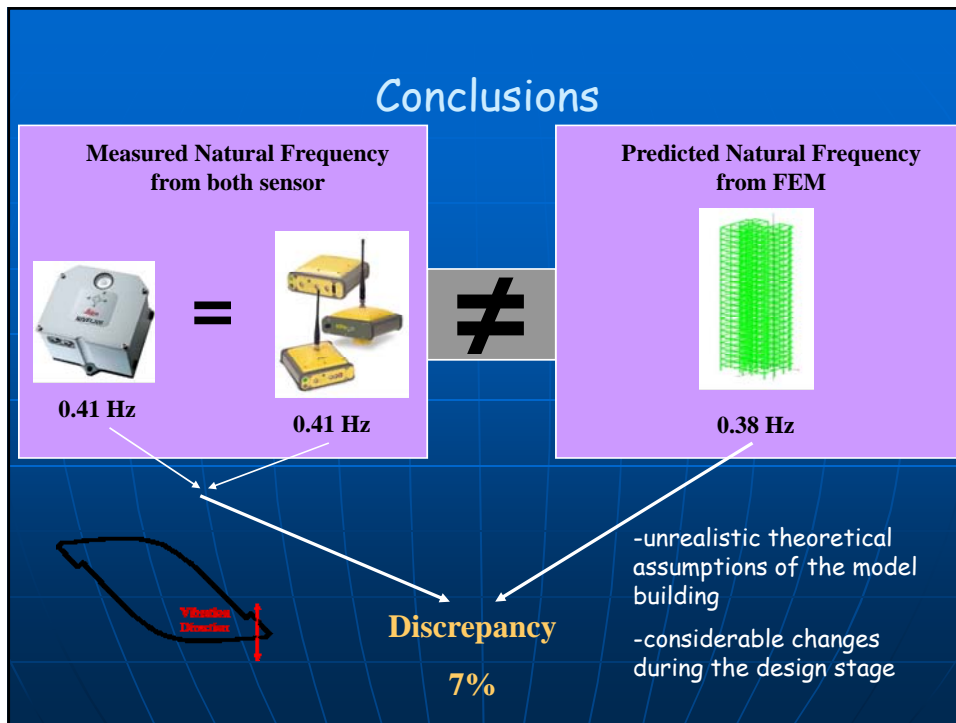 Conclusions
Measured Natural Frequency
from both sensor
=
0.41 Hz
0.41 Hz
≠
Predicted Natural Frequency
from FEM
0.38 Hz
Vibration
Direction
Discrepancy
7%
-unrealistic theoretical
assumptions of the model
building
-considerable changes
during the design stage